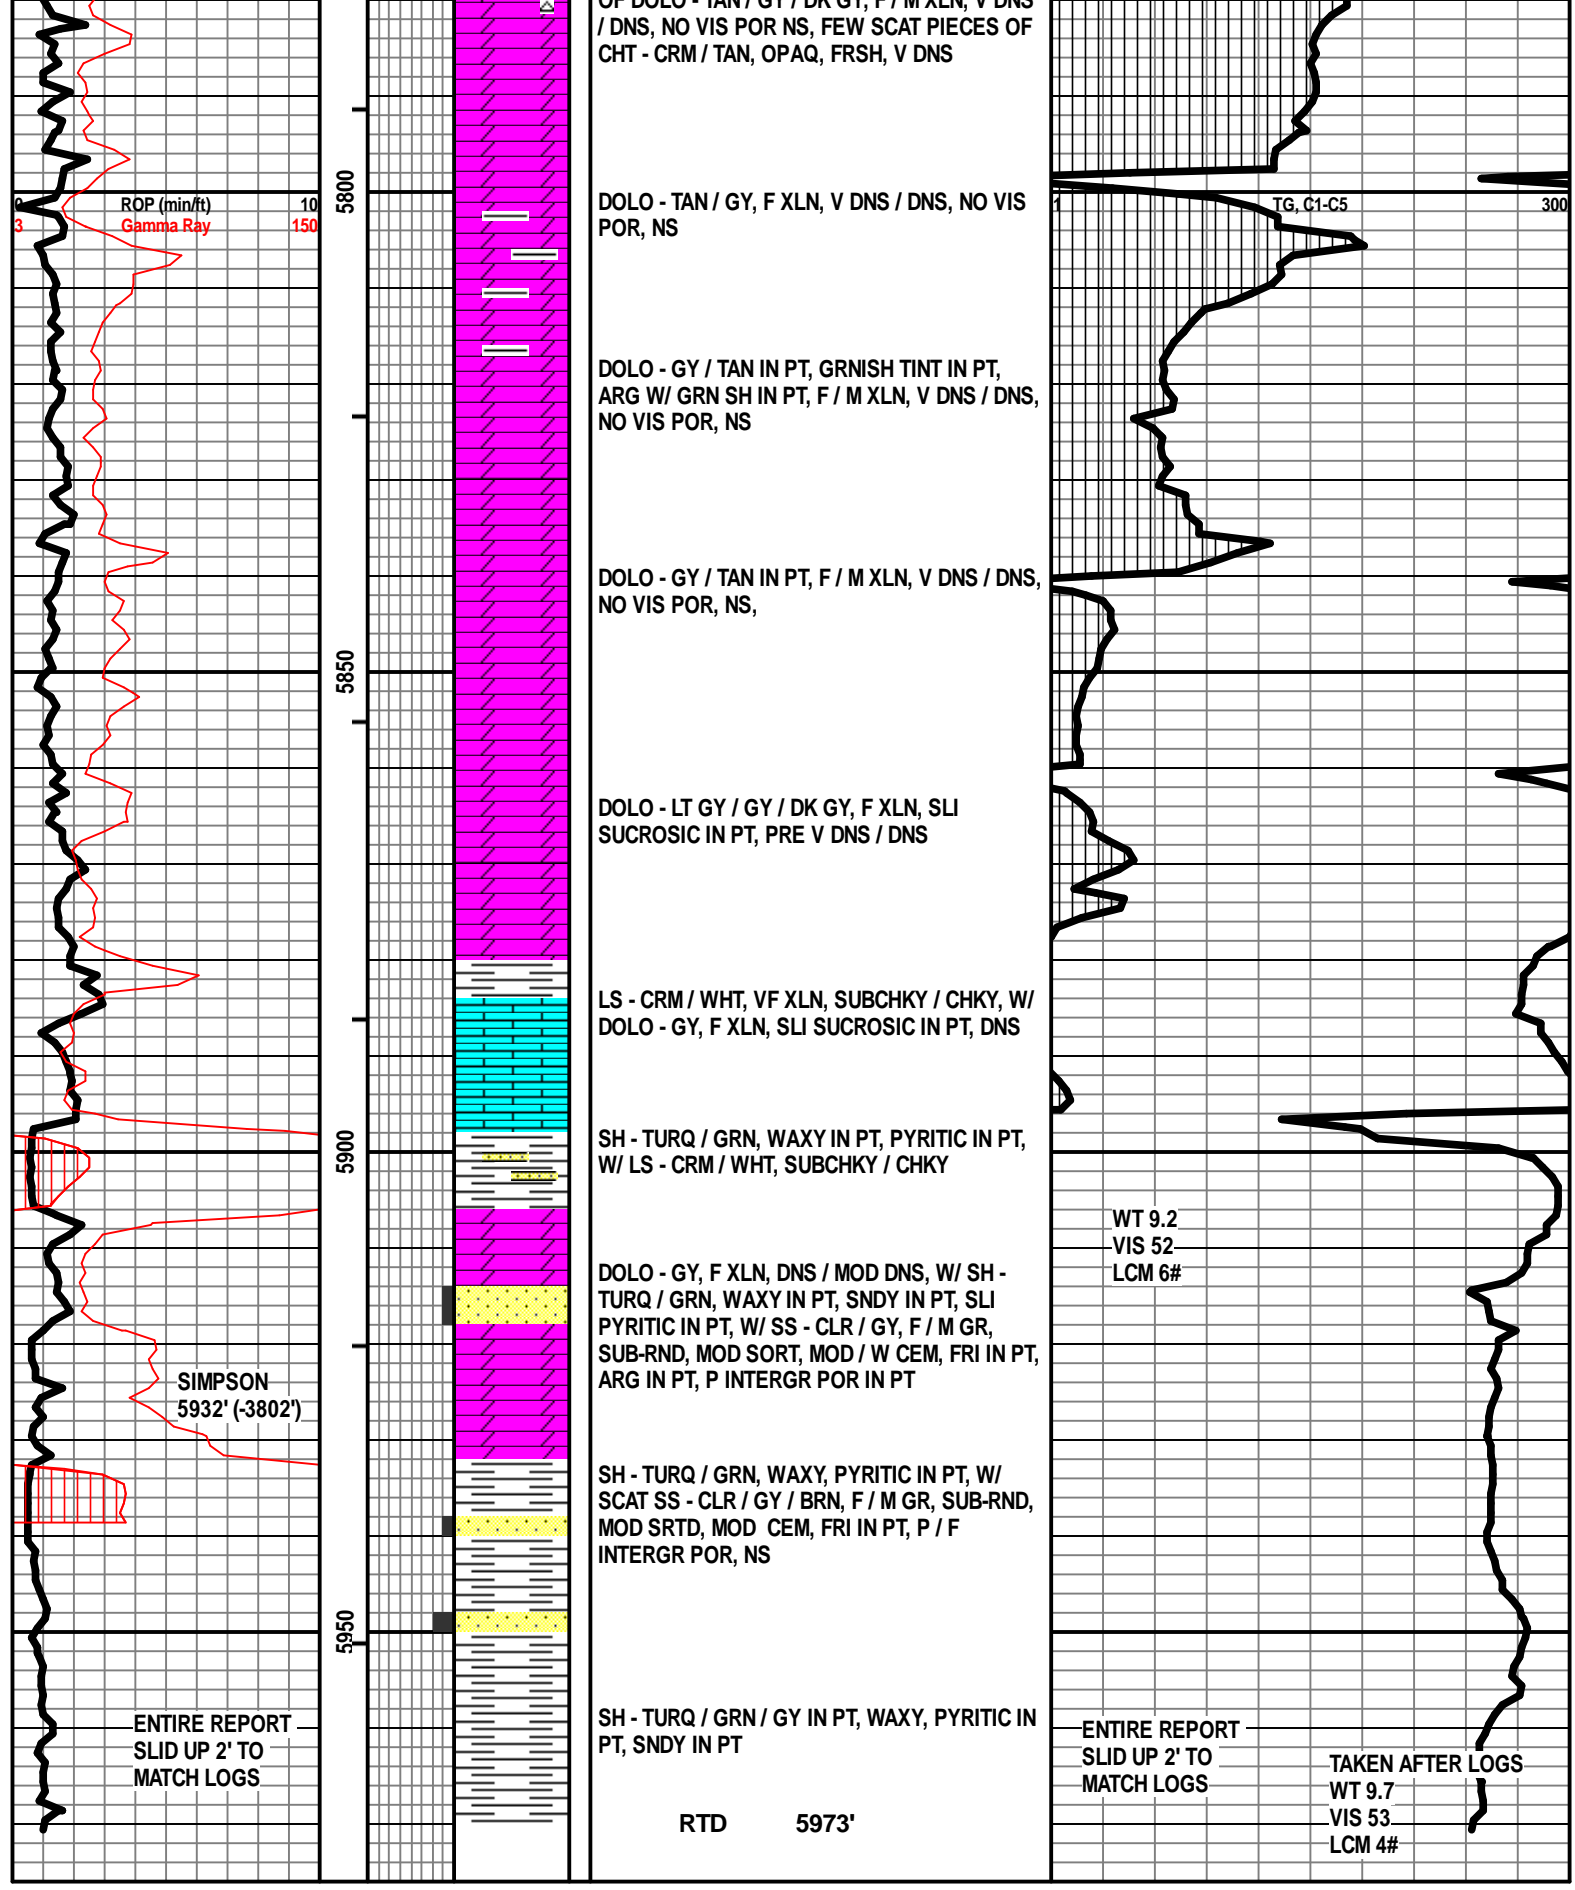 OF DOLO - TAN / GY / DK GY, F / M XLN, V DNS
/ DNS, NO VIS POR NS, FEW SCAT PIECES OF
CHT - CRM / TAN, OPAQ, FRSH, V DNS
0 ROP (min/ft) 10
3 Gamma Ray 150
5800
DOLO - TAN / GY, F XLN, V DNS / DNS, NO VIS
POR, NS
1 TG, C1-C5 300
DOLO - GY / TAN IN PT, GRNISH TINT IN PT,
ARG W/ GRN SH IN PT, F / M XLN, V DNS / DNS,
NO VIS POR, NS
DOLO - GY / TAN IN PT, F / M XLN, V DNS / DNS,
NO VIS POR, NS,
5850
DOLO - LT GY / GY / DK GY, F XLN, SLI
SUCROSIC IN PT, PRE V DNS / DNS
LS - CRM / WHT, VF XLN, SUBCHKY / CHKY, W/
DOLO - GY, F XLN, SLI SUCROSIC IN PT, DNS
5900
SH - TURQ / GRN, WAXY IN PT, PYRITIC IN PT,
W/ LS - CRM / WHT, SUBCHKY / CHKY
WT 9.2
VIS 52
LCM 6#
DOLO - GY, F XLN, DNS / MOD DNS, W/ SH -
TURQ / GRN, WAXY IN PT, SNDY IN PT, SLI
PYRITIC IN PT, W/ SS - CLR / GY, F / M GR,
SUB-RND, MOD SORT, MOD / W CEM, FRI IN PT,
ARG IN PT, P INTERGR POR IN PT
SIMPSON
5932' (-3802')
SH - TURQ / GRN, WAXY, PYRITIC IN PT, W/
SCAT SS - CLR / GY / BRN, F / M GR, SUB-RND,
MOD SRTD, MOD  CEM, FRI IN PT, P / F
INTERGR POR, NS
5950
SH - TURQ / GRN / GY IN PT, WAXY, PYRITIC IN
PT, SNDY IN PT
ENTIRE REPORT
SLID UP 2' TO
MATCH LOGS
ENTIRE REPORT
SLID UP 2' TO
MATCH LOGS
TAKEN AFTER LOGS
WT 9.7
VIS 53
LCM 4#
RTD 5973'